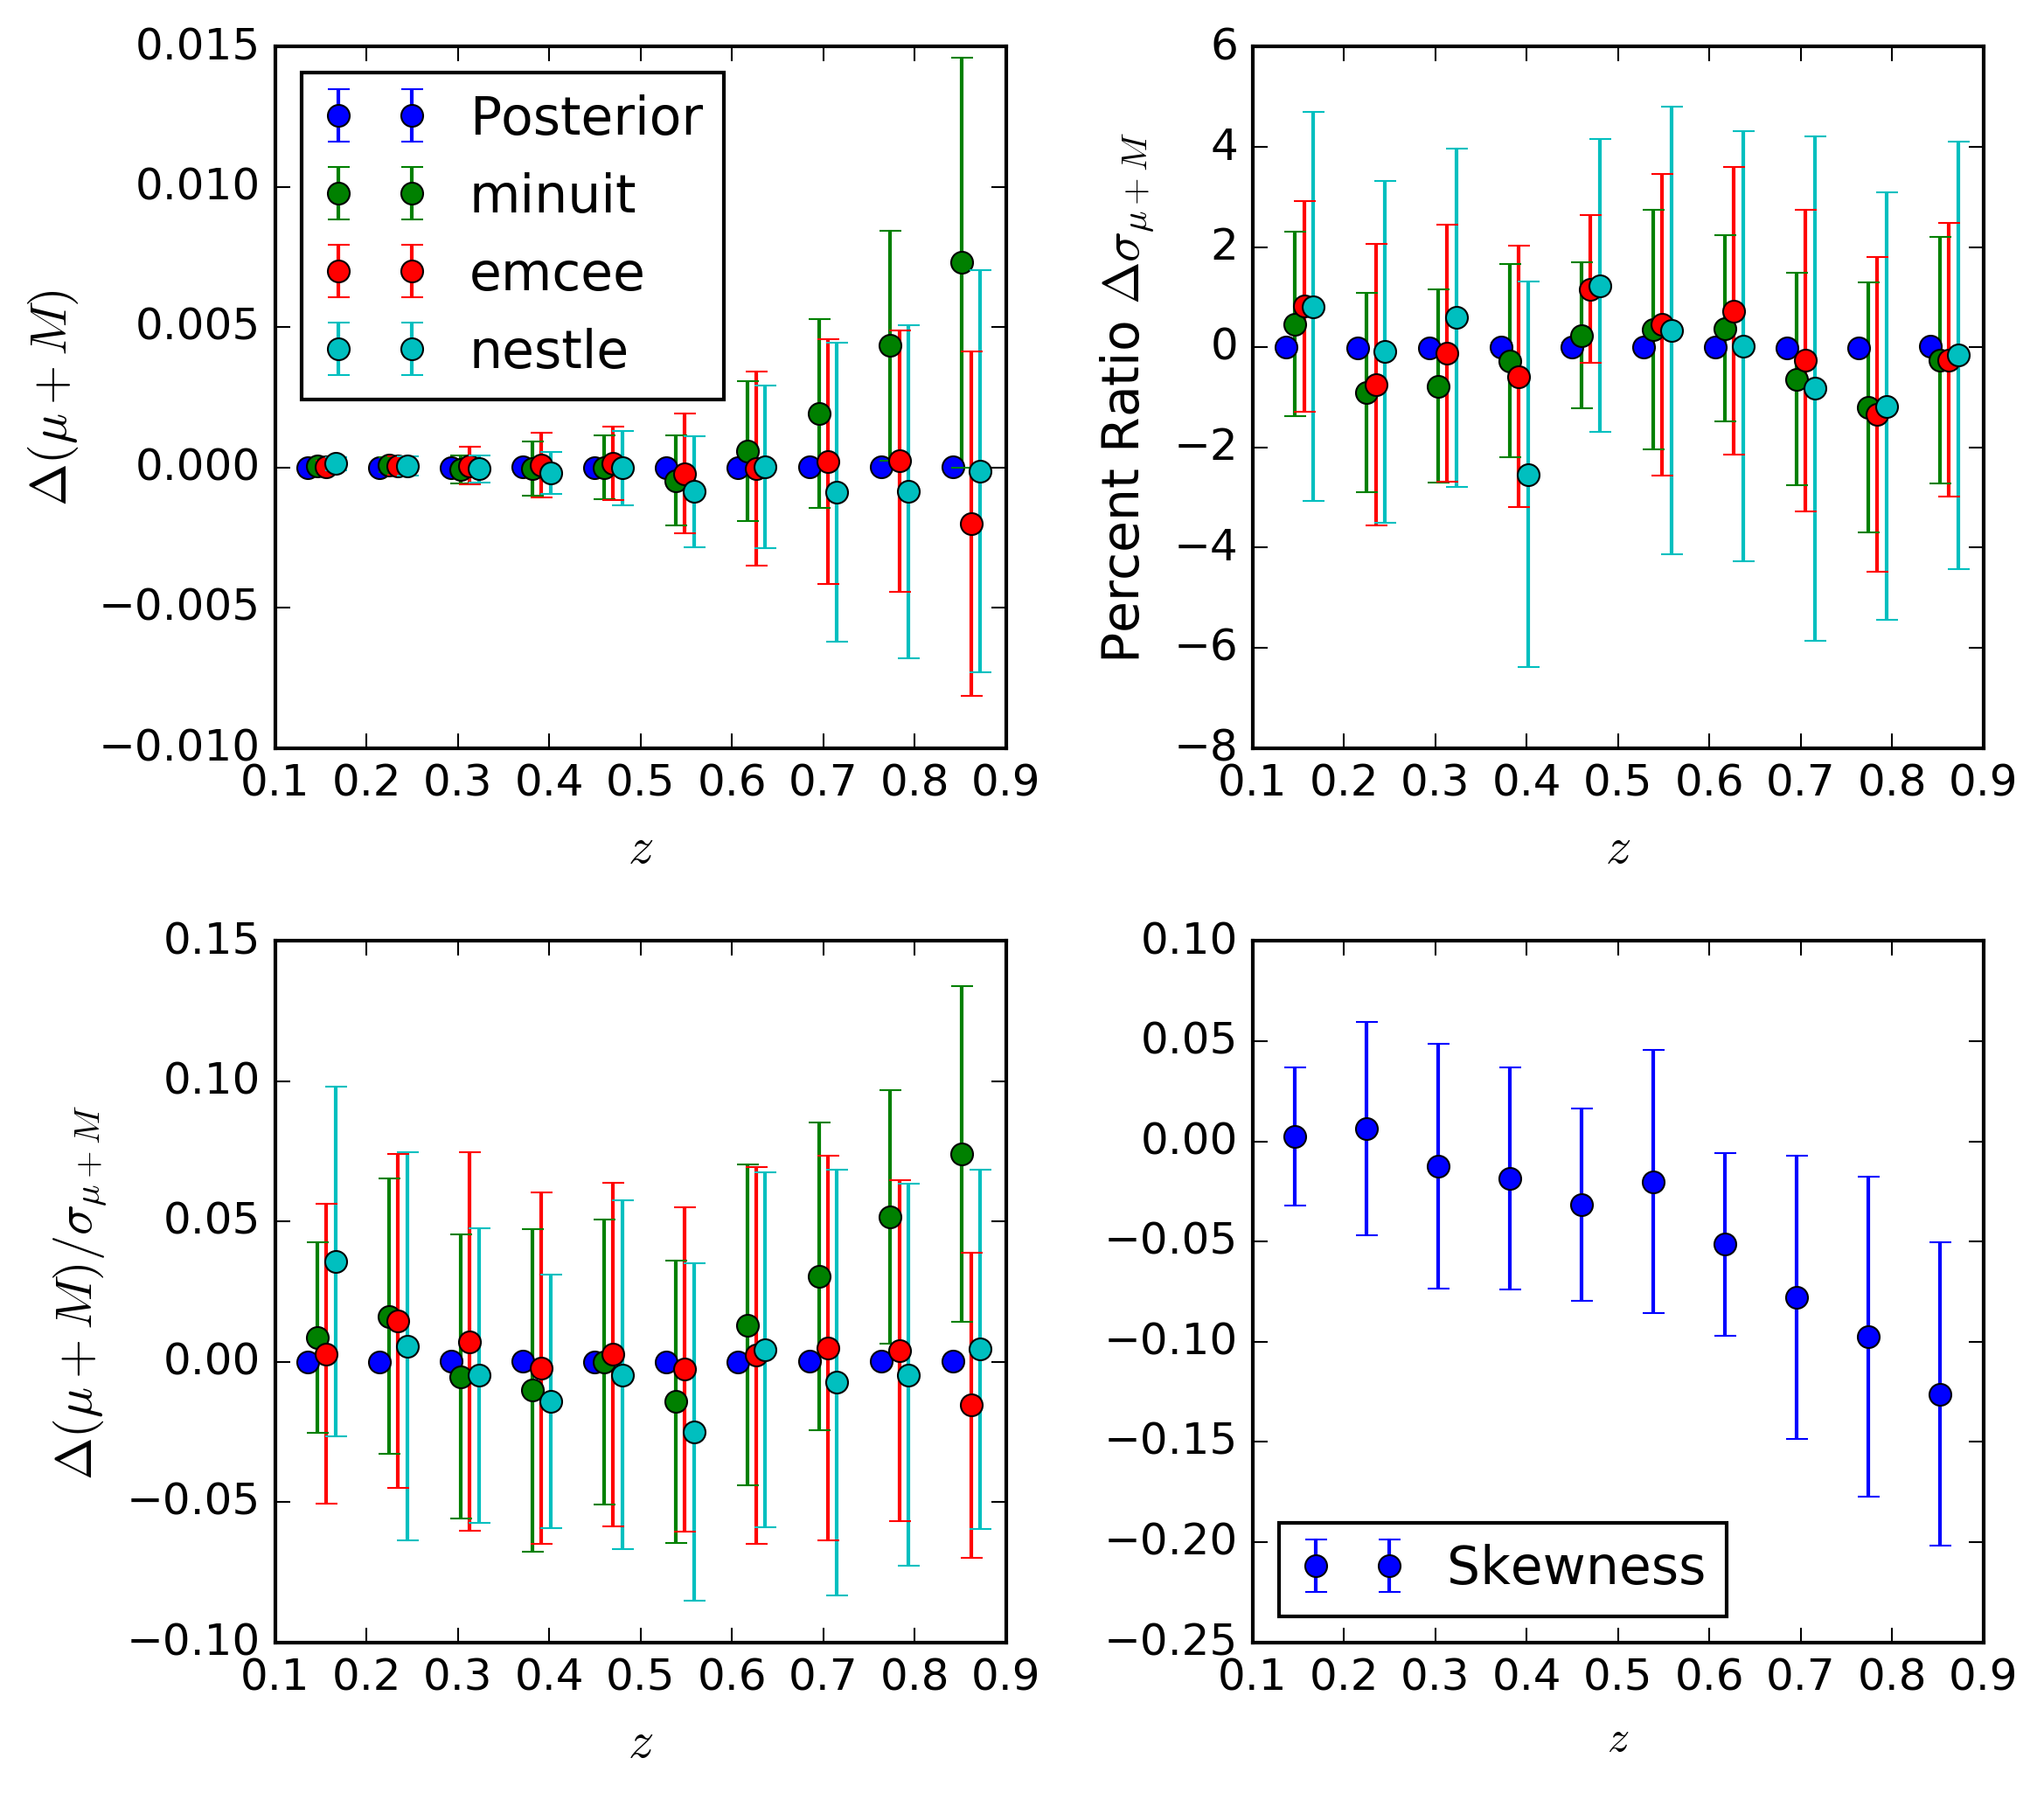 0.015
0.010
0.005
0.000
−0.005
−0.010
Δ(μ + M)
Posterior
minuit
emcee
nestle
0.1 0.2 0.3 0.4 0.5 0.6 0.7 0.8 0.9
z
6
4
2
0
−2
−4
−6
−8
Percent Ratio Δσμ+M
0.1 0.2 0.3 0.4 0.5 0.6 0.7 0.8 0.9
z
0.15
0.10
0.05
0.00
−0.05
−0.10
Δ(μ + M)/σμ+M
0.1 0.2 0.3 0.4 0.5 0.6 0.7 0.8 0.9
z
0.10
0.05
0.00
−0.05
−0.10
−0.15
−0.20
−0.25
Skewness
0.1 0.2 0.3 0.4 0.5 0.6 0.7 0.8 0.9
z